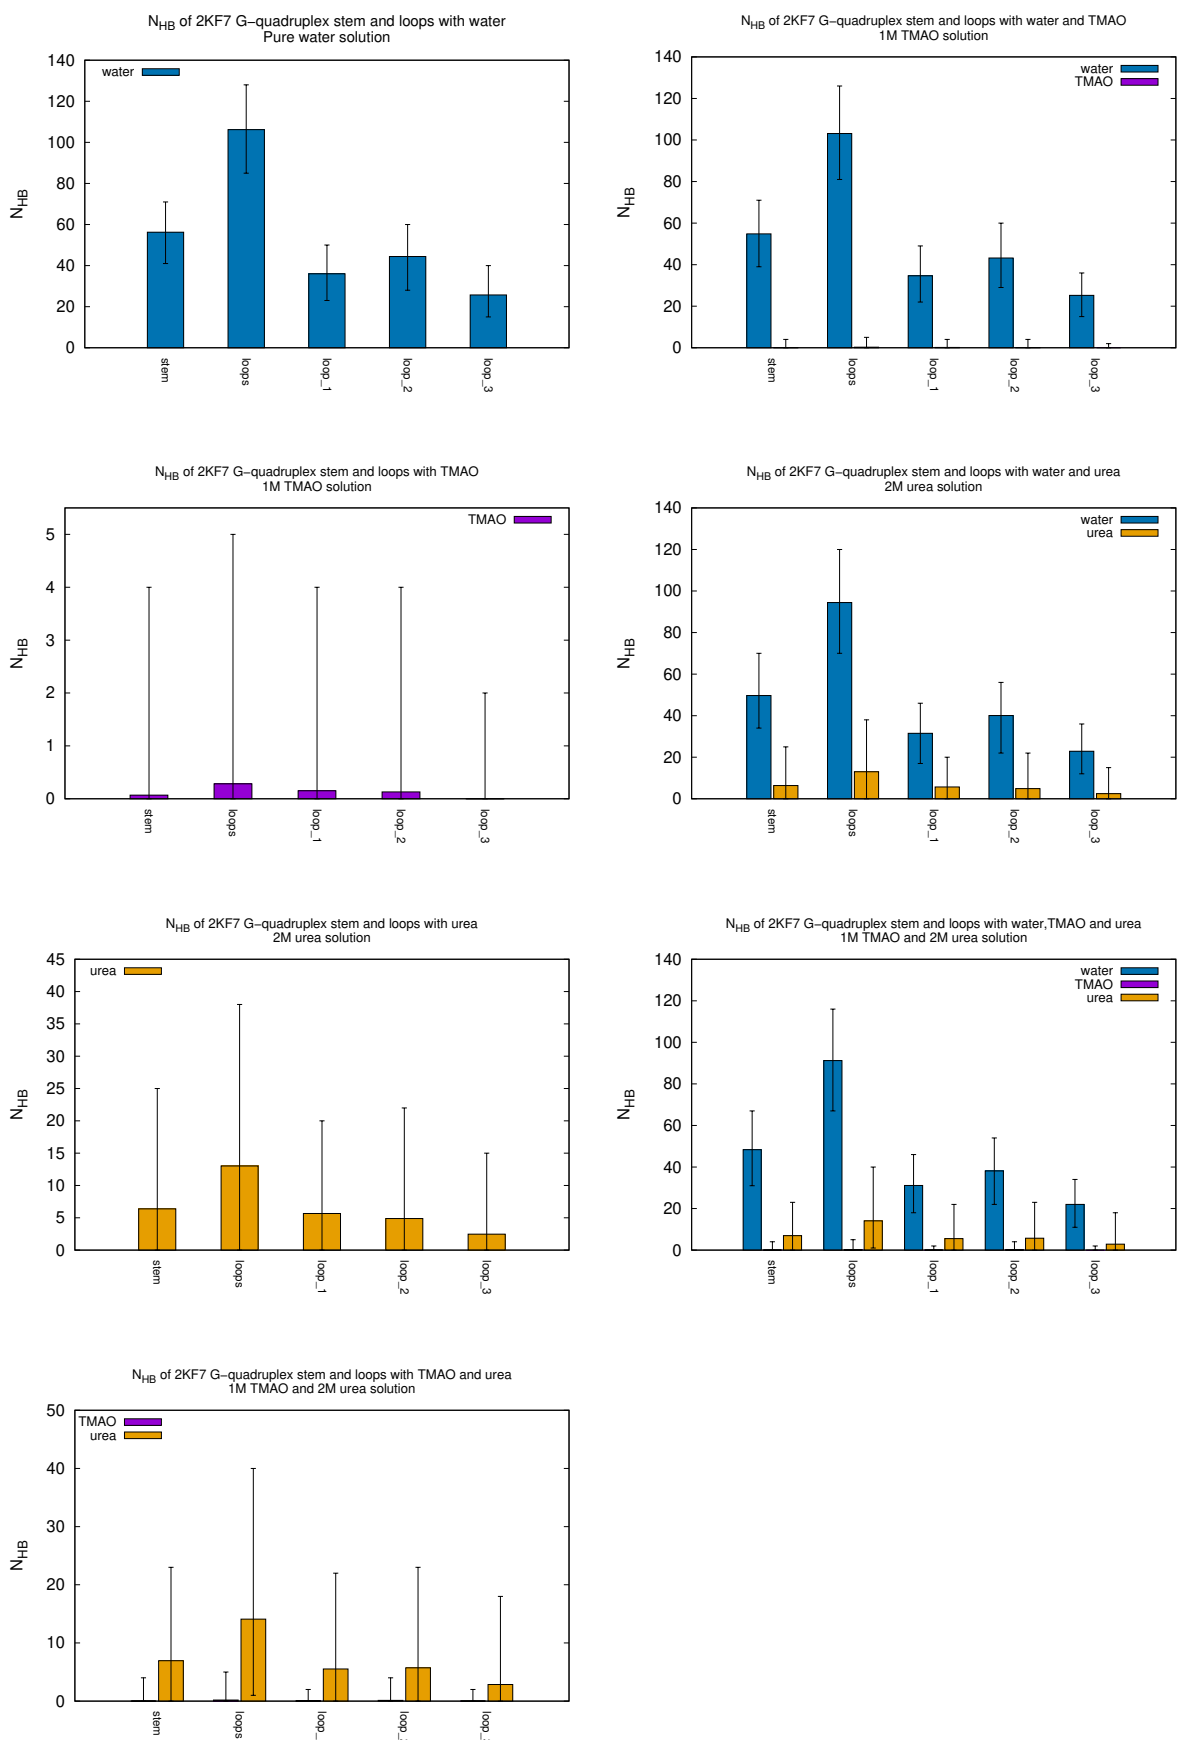 N_HB of 2KF7 G−quadruplex stem and loops with water
Pure water solution
water
N_HB
140
120
100
80
60
40
20
0
stem
loops
loop_1
loop_2
loop_3
N_HB of 2KF7 G−quadruplex stem and loops with water and TMAO
1M TMAO solution
water
TMAO
N_HB
140
120
100
80
60
40
20
0
stem
loops
loop_1
loop_2
loop_3
N_HB of 2KF7 G−quadruplex stem and loops with TMAO
1M TMAO solution
TMAO
N_HB
5
4
3
2
1
0
stem
loops
loop_1
loop_2
loop_3
N_HB of 2KF7 G−quadruplex stem and loops with water and urea
2M urea solution
water
urea
N_HB
140
120
100
80
60
40
20
0
stem
loops
loop_1
loop_2
loop_3
N_HB of 2KF7 G−quadruplex stem and loops with urea
2M urea solution
urea
N_HB
45
40
35
30
25
20
15
10
5
0
stem
loops
loop_1
loop_2
loop_3
N_HB of 2KF7 G−quadruplex stem and loops with water,TMAO and urea
1M TMAO and 2M urea solution
water
TMAO
urea
N_HB
140
120
100
80
60
40
20
0
stem
loops
loop_1
loop_2
loop_3
N_HB of 2KF7 G−quadruplex stem and loops with TMAO and urea
1M TMAO and 2M urea solution
TMAO
urea
N_HB
50
40
30
20
10
0
stem
loops
loop_
loop_
loop_